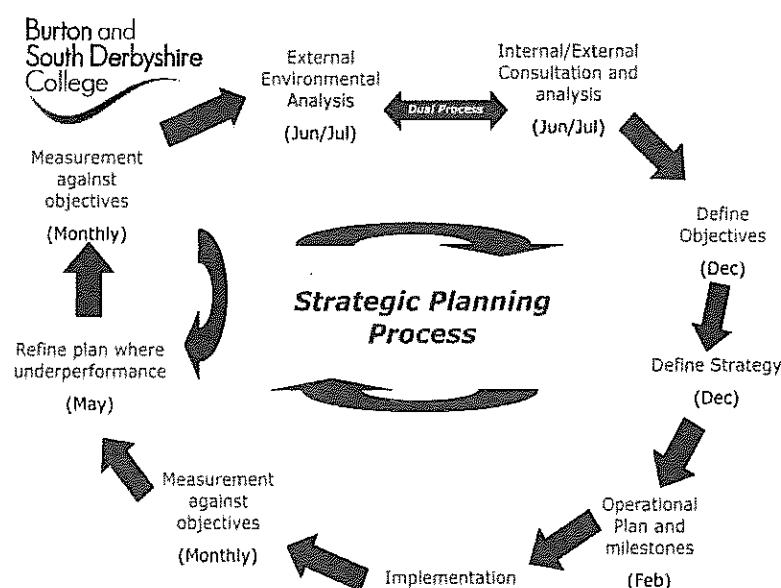 Burton and
South Derbyshire
College
External
Environmental
Analysis
(Jun/Jul)
Dual Process
Internal/External
Consultation and
analysis
(Jun/Jul)
Define
Objectives
(Dec)
Define Strategy
(Dec)
Operational
Plan and
milestones
(Feb)
Implementation
Measurement
against
objectives
(Monthly)
Refine plan where
underperformance
(May)
Measurement
against
objectives
(Monthly)
Strategic Planning
Process